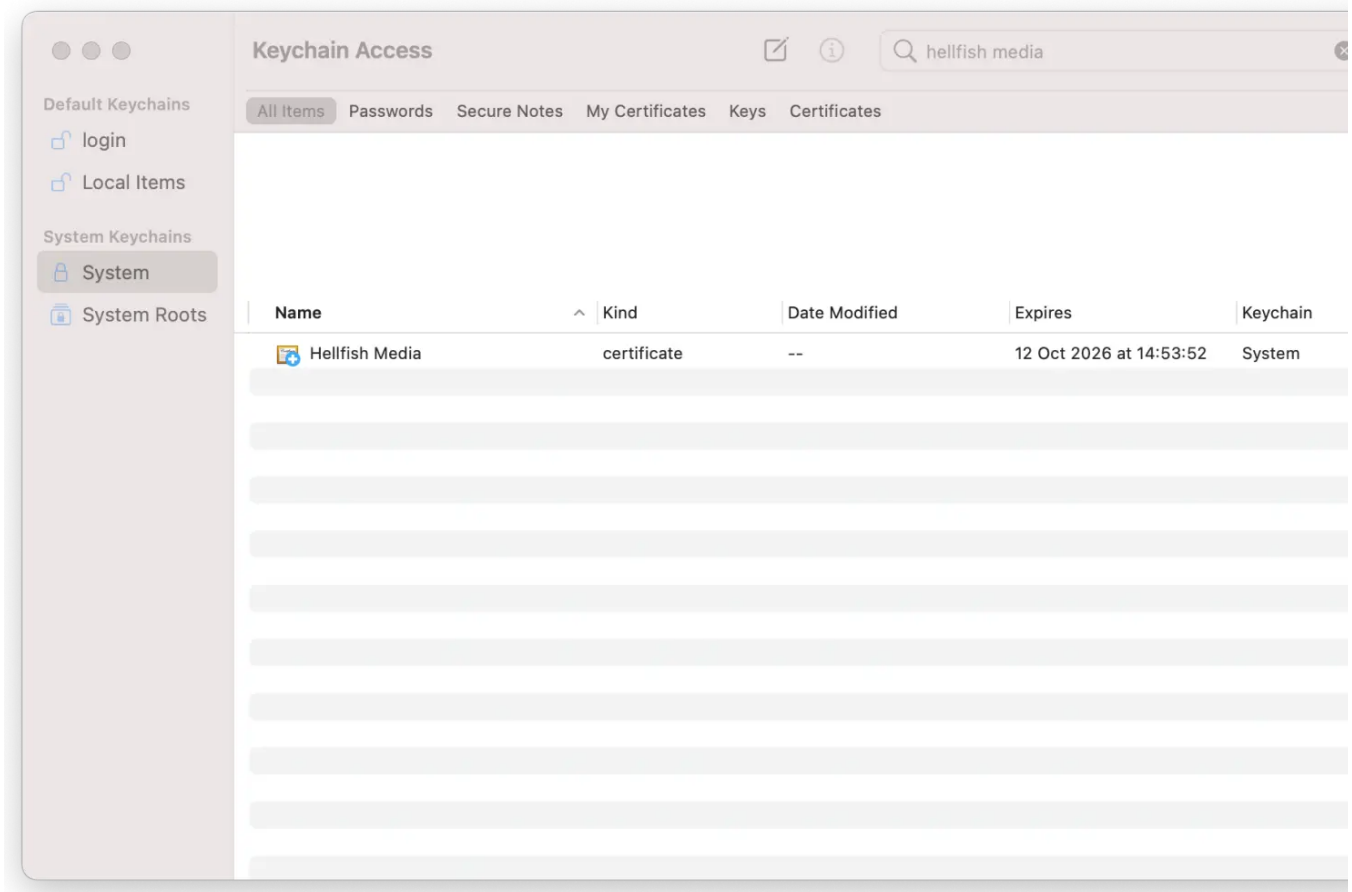 Keychain Access
hellfish media
Default Keychains
login
Local Items
System Keychains
System
System Roots
All Items Passwords Secure Notes My Certificates Keys Certificates
Name Kind Date Modified Expires Keychain
Hellfish Media certificate -- 12 Oct 2026 at 14:53:52 System